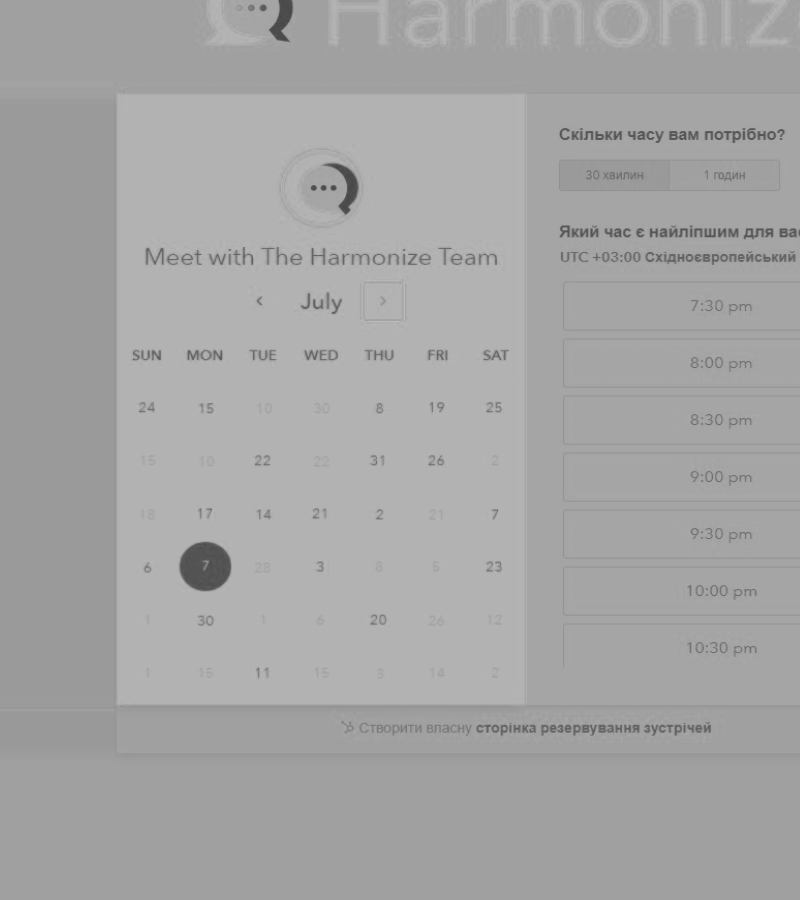 Harmoniz
Meet with The Harmonize Team
July
SUN MON TUE WED THU FRI SAT
24 15 10 30 8 19 25
15 10 22 22 31 26 2
18 17 14 21 2 21 7
6 7 28 3 8 5 23
1 30 1 6 20 26 12
1 15 11 15 3 14 2
Скільки часу вам потрібно?
30 хвилин 1 годин
Який час є найліпшим для вас
UTC +03:00 Східноєвропейський
7:30 pm
8:00 pm
8:30 pm
9:00 pm
9:30 pm
10:00 pm
10:30 pm
Створити власну сторінка резервування зустрічей